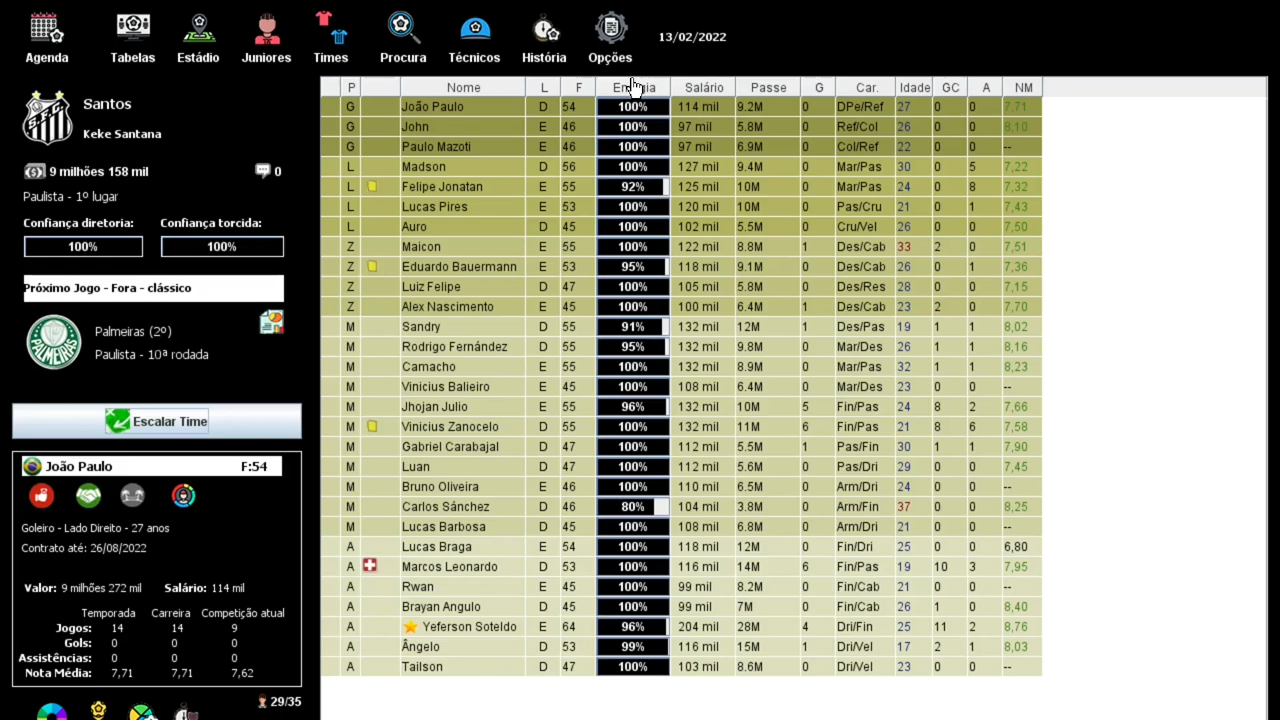 Agenda Tabelas Estádio Juniores Times Procura Técnicos História Opções 13/02/2022
Santos
Keke Santana
9 milhões 158 mil 0
Paulista - 1º lugar
Confiança diretoria: Confiança torcida:
100% 100%
Próximo Jogo - Fora - clássico
PALMEIRAS
Palmeiras (2º)
Paulista - 10ª rodada
Escalar Time
João Paulo F:54
Goleiro - Lado Direito - 27 anos
Contrato até: 26/08/2022
Valor: 9 milhões 272 mil Salário: 114 mil
Temporada Carreira Competição atual
Jogos: 14 14 9
Gols: 0 0 0
Assistências: 0 0 0
Nota Média: 7,71 7,71 7,62
29/35
P Nome L F Energia Salário Passe G Car. Idade GC A NM
G João Paulo D 54 100% 114 mil 9.2M 0 DPe/Ref 27 0 0 7,71
G John E 46 100% 97 mil 5.8M 0 Ref/Col 26 0 0 8,10
G Paulo Mazoti E 46 100% 97 mil 6.9M 0 Col/Ref 22 0 0 --
L Madson D 56 100% 127 mil 9.4M 0 Mar/Pas 30 0 5 7,22
L Felipe Jonatan E 55 92% 125 mil 10M 0 Mar/Pas 24 0 8 7,32
L Lucas Pires E 53 100% 120 mil 10M 0 Pas/Cru 21 0 1 7,43
L Auro D 45 100% 102 mil 5.5M 0 Cru/Vel 26 0 0 7,50
Z Maicon E 55 100% 122 mil 8.8M 1 Des/Cab 33 2 0 7,51
Z Eduardo Bauermann E 53 95% 118 mil 9.1M 0 Des/Cab 26 0 1 7,36
Z Luiz Felipe D 47 100% 105 mil 5.8M 0 Des/Res 28 0 0 7,15
Z Alex Nascimento E 45 100% 100 mil 6.4M 1 Des/Cab 23 2 0 7,70
M Sandry D 55 91% 132 mil 12M 1 Des/Pas 19 1 1 8,02
M Rodrigo Fernández D 55 95% 132 mil 9.8M 0 Mar/Des 26 1 1 8,16
M Camacho E 55 100% 132 mil 8.9M 0 Mar/Pas 32 1 1 8,23
M Vinicius Balieiro E 45 100% 108 mil 6.4M 0 Mar/Des 23 0 0 --
M Jhojan Julio E 55 96% 132 mil 10M 5 Fin/Pas 24 8 2 7,66
M Vinicius Zanocelo D 55 100% 132 mil 11M 6 Fin/Pas 21 8 6 7,58
M Gabriel Carabajal D 47 100% 112 mil 5.5M 1 Pas/Fin 30 1 1 7,90
M Luan D 47 100% 112 mil 5.6M 0 Pas/Dri 29 0 0 7,45
M Bruno Oliveira E 46 100% 110 mil 6.5M 0 Arm/Dri 24 0 0 --
M Carlos Sánchez D 46 80% 104 mil 3.8M 0 Arm/Fin 37 0 0 8,25
M Lucas Barbosa D 45 100% 108 mil 6.8M 0 Arm/Dri 21 0 0 --
A Lucas Braga E 54 100% 118 mil 12M 0 Fin/Dri 25 0 0 6,80
A Marcos Leonardo D 53 100% 116 mil 14M 6 Fin/Pas 19 10 3 7,95
A Rwan E 45 100% 99 mil 8.2M 0 Fin/Cab 21 0 0 --
A Brayan Angulo D 45 100% 99 mil 7M 0 Fin/Cab 26 1 0 8,40
A Yeferson Soteldo E 64 96% 204 mil 28M 4 Dri/Fin 25 11 2 8,76
A Ângelo D 53 99% 116 mil 15M 1 Dri/Vel 17 2 1 8,03
A Tailson D 47 100% 103 mil 8.6M 0 Dri/Vel 23 0 0 --